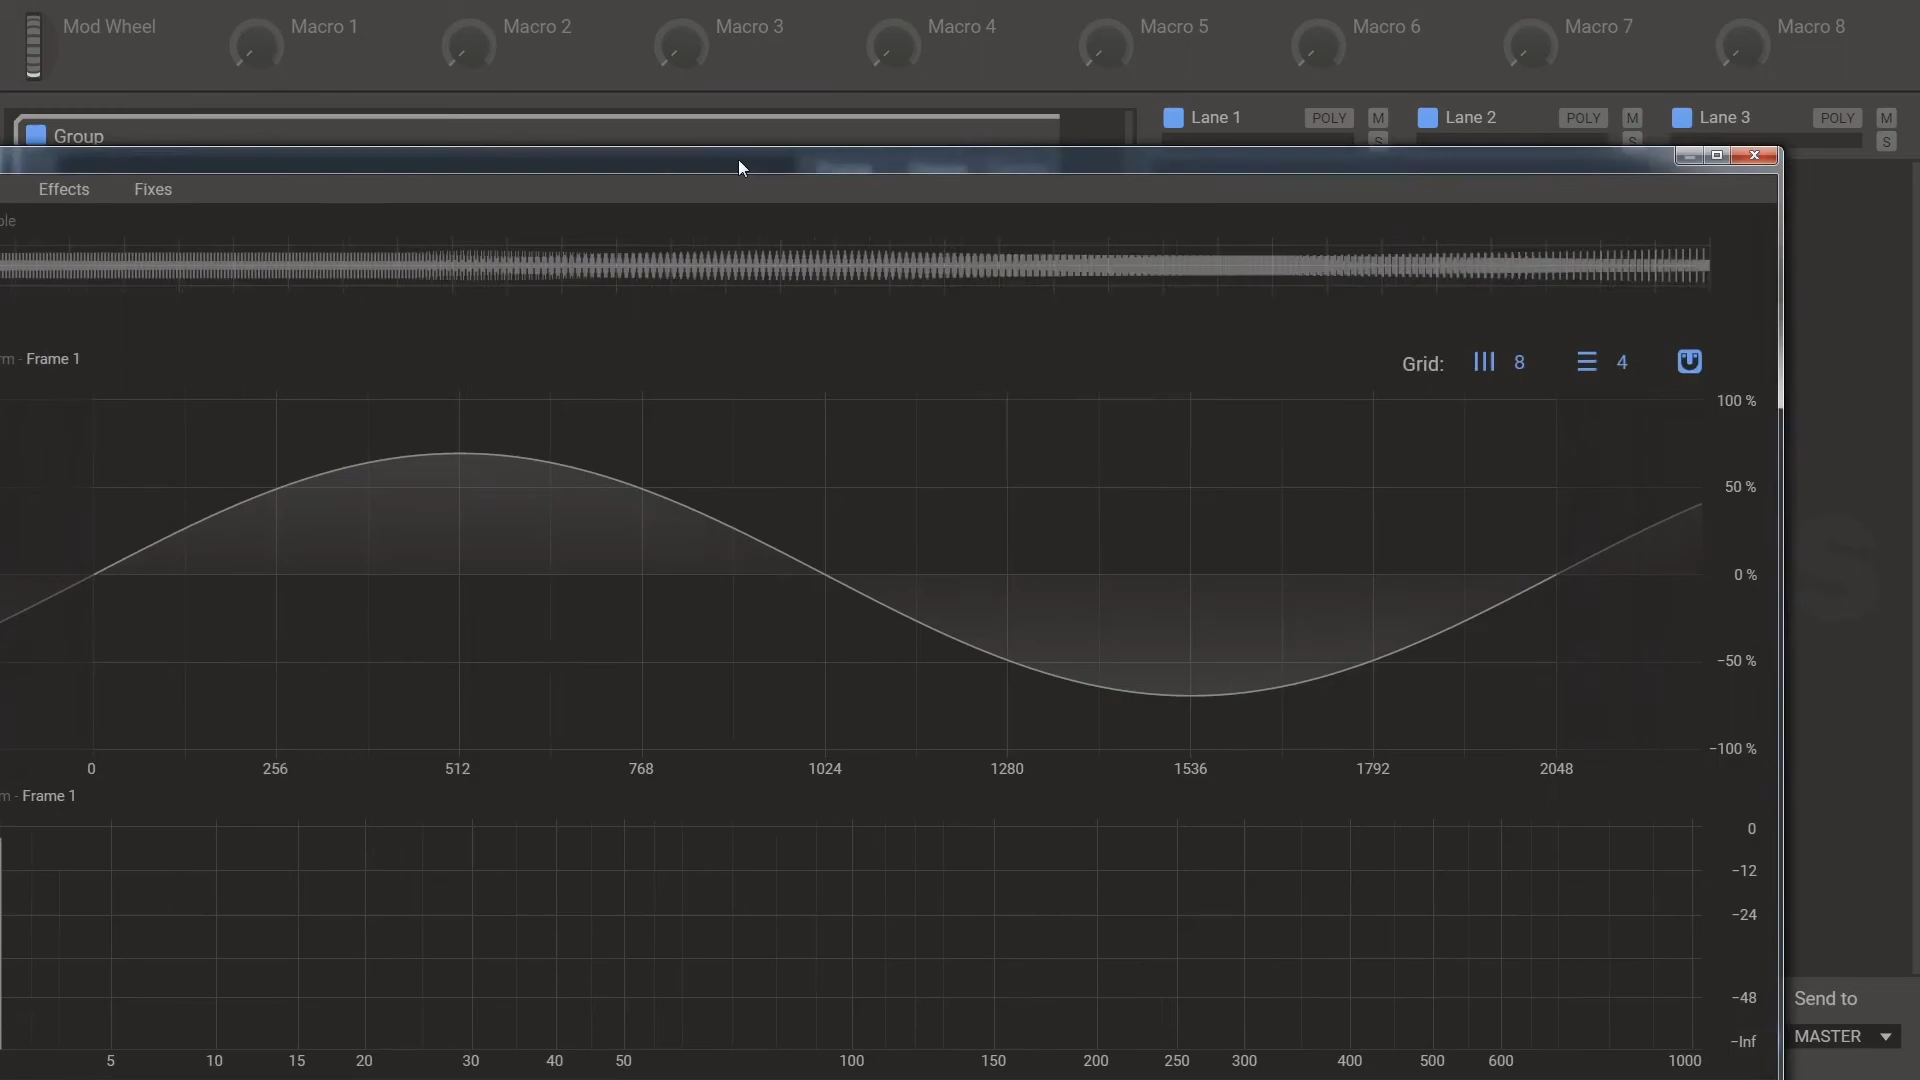 Mod Wheel Macro 1 Macro 2 Macro 3 Macro 4 Macro 5 Macro 6 Macro 7 Macro 8
Group
Lane 1 POLY M Lane 2 POLY M Lane 3 POLY M
S S S
Effects Fixes
ble
rm - Frame 1
Grid: 8 4
100 %
50 %
0 %
-50 %
-100 %
0 256 512 768 1024 1280 1536 1792 2048
m - Frame 1
0
-12
-24
-48
-Inf
5 10 15 20 30 40 50 100 150 200 250 300 400 500 600 1000
Send to
MASTER